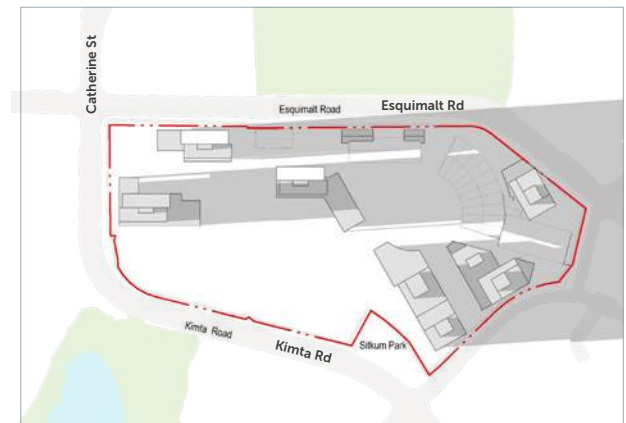 Catherine St
Esquimalt Road
Esquimalt Rd
Kimta Road
Kimta Rd
Sitkum Park